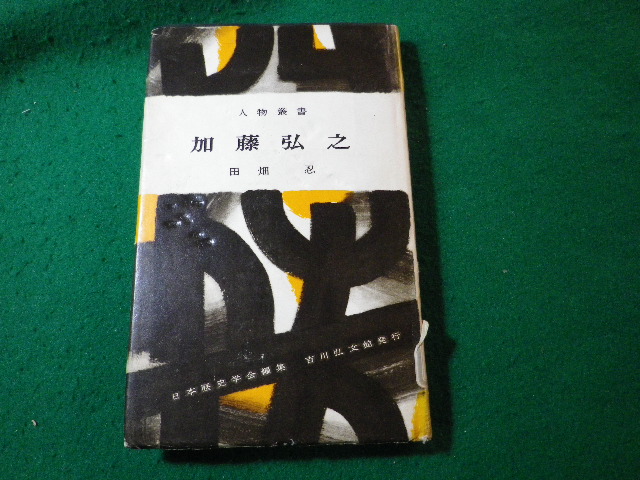 人物叢書
加藤弘之
田畑 忍
日本歴史学会編集 吉川弘文館発行